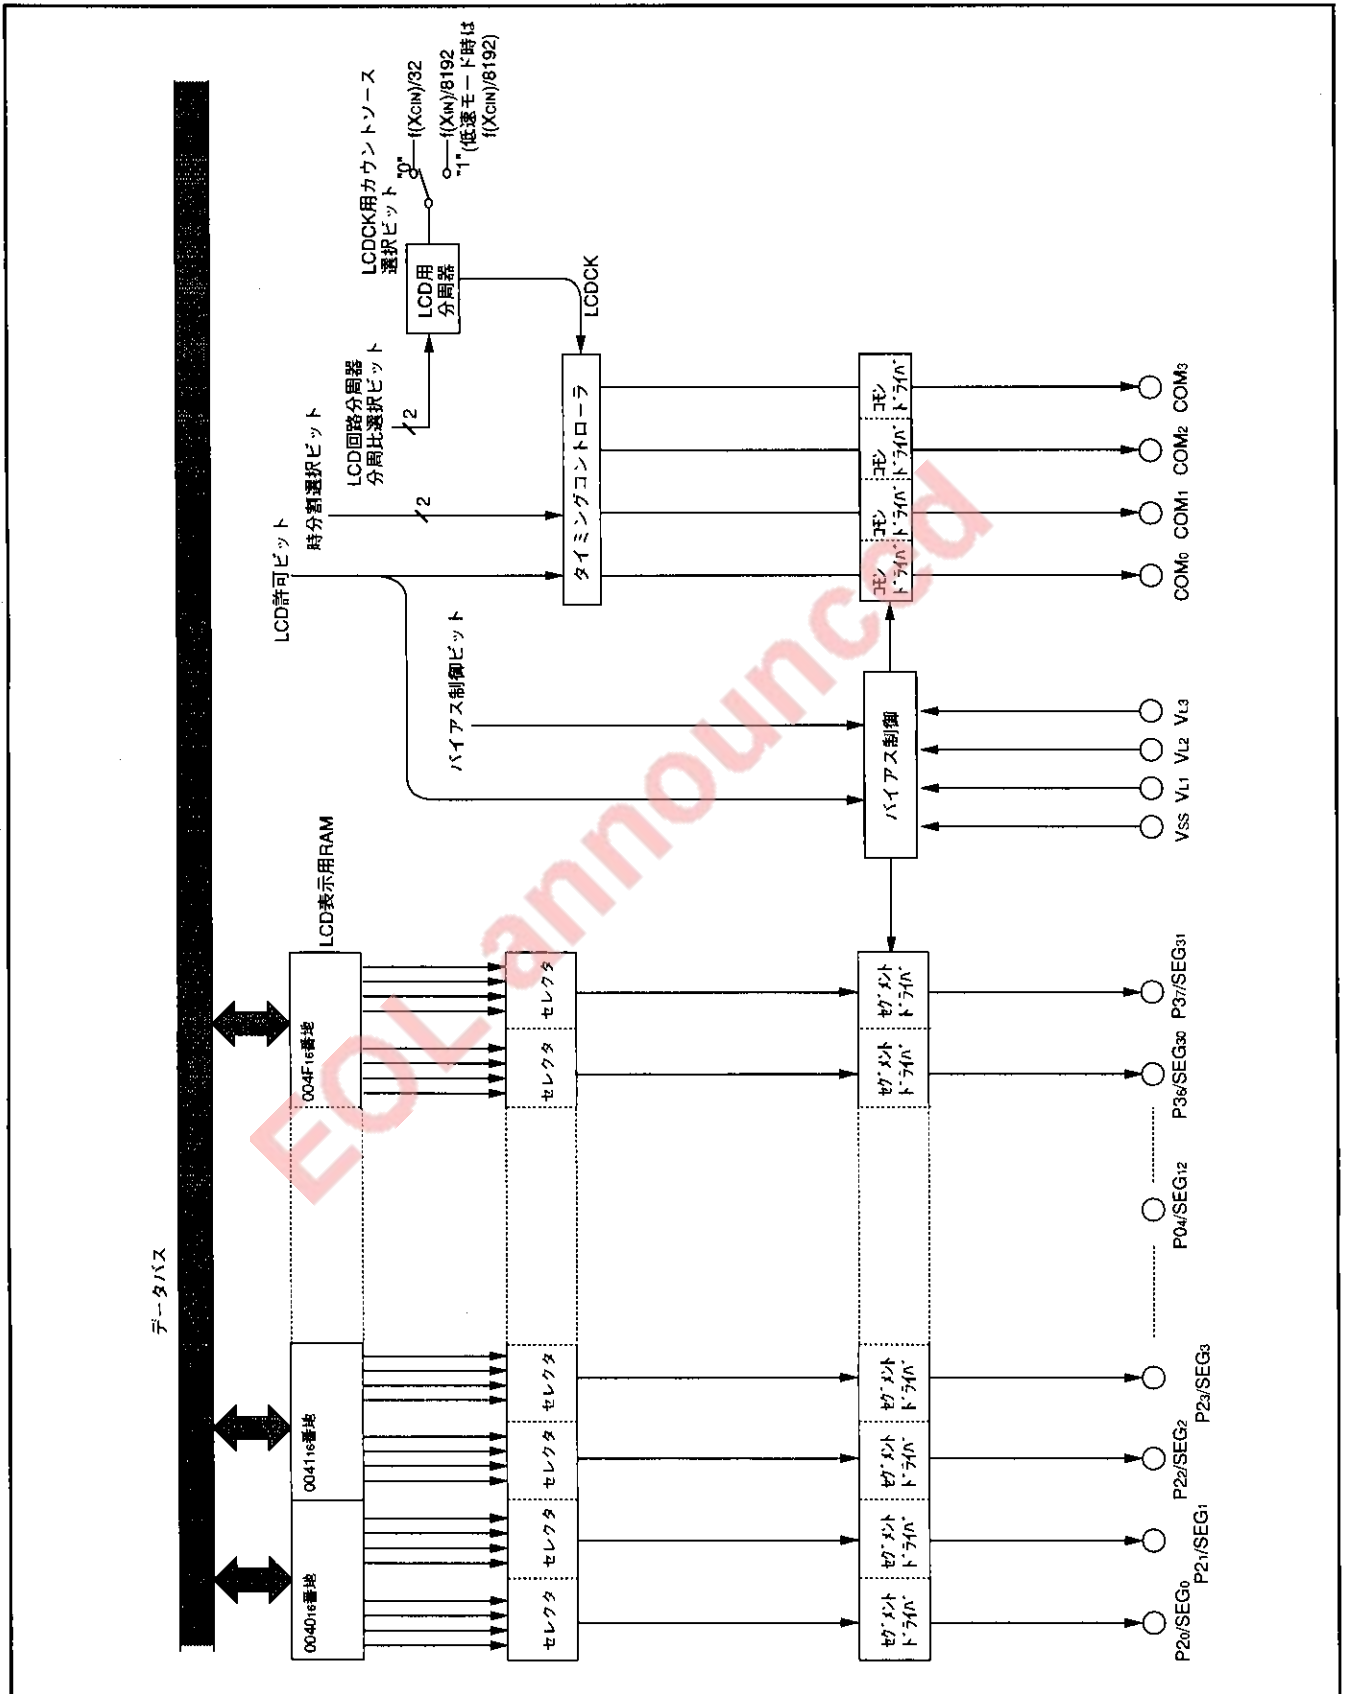 データバス
LCD表示用RAM
004016番地
004116番地
004F16番地
セレクタ
セレクタ
セレクタ
セレクタ
セレクタ
セレクタ
セグメント
ドライバ
セグメント
ドライバ
セグメント
ドライバ
セグメント
ドライバ
セグメント
ドライバ
セグメント
ドライバ
P20/SEG0
P21/SEG1
P22/SEG2
P23/SEG3
P04/SEG12
P36/SEG30
P37/SEG31
LCD許可ビット
時分割選択ビット
2
LCD回路分周器
分周比選択ビット
2
LCDCK用カウントソース
選択ビット
"0"
f(XCIN)/32
f(XIN)/8192
"1"(低速モード時は
f(XCIN)/8192)
LCD用
分周器
LCDCK
タイミングコントローラ
バイアス制御ビット
バイアス制御
コモン
ドライバ
コモン
ドライバ
コモン
ドライバ
コモン
ドライバ
VSS
VL1
VL2
VL3
COM0
COM1
COM2
COM3
EOL announced